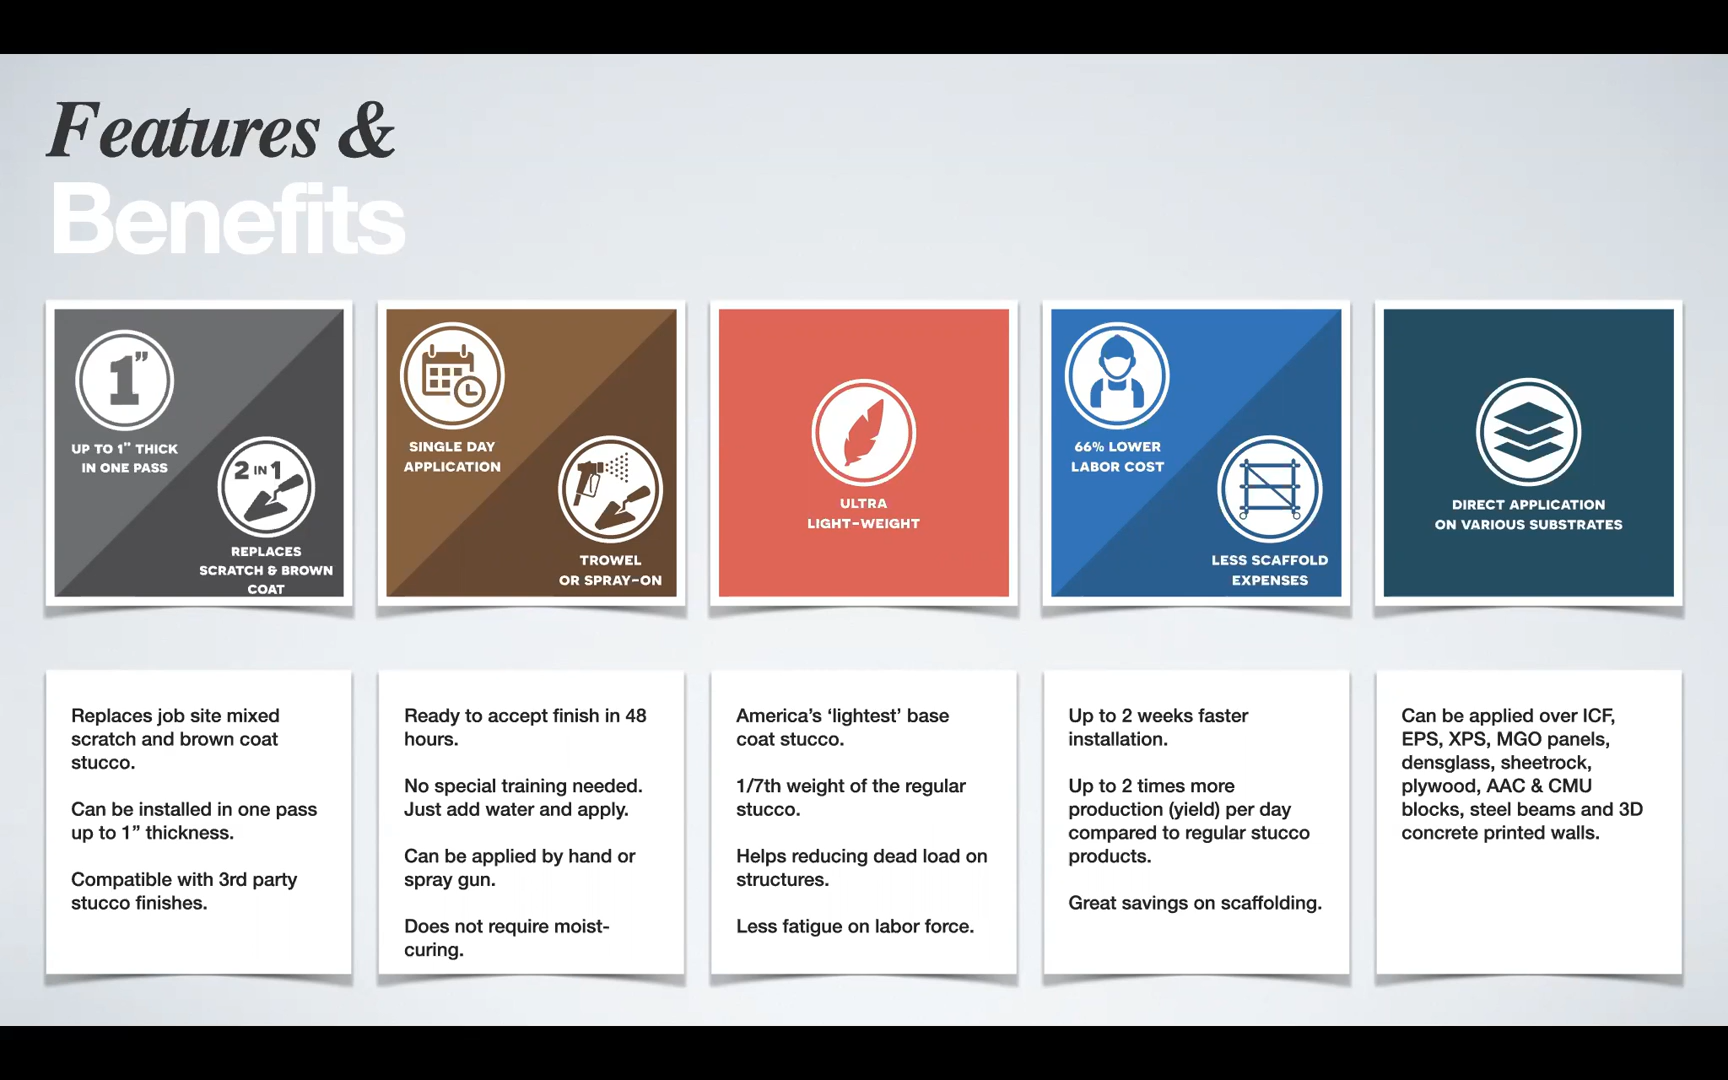 Features &
Benefits
1”
UP TO 1” THICK
IN ONE PASS
2 IN 1
REPLACES
SCRATCH & BROWN
COAT
SINGLE DAY
APPLICATION
TROWEL
OR SPRAY-ON
ULTRA
LIGHT-WEIGHT
66% LOWER
LABOR COST
LESS SCAFFOLD
EXPENSES
DIRECT APPLICATION
ON VARIOUS SUBSTRATES
Replaces job site mixed
scratch and brown coat
stucco.
Can be installed in one pass
up to 1” thickness.
Compatible with 3rd party
stucco finishes.
Ready to accept finish in 48
hours.
No special training needed.
Just add water and apply.
Can be applied by hand or
spray gun.
Does not require moist-
curing.
America’s ‘lightest’ base
coat stucco.
1/7th weight of the regular
stucco.
Helps reducing dead load on
structures.
Less fatigue on labor force.
Up to 2 weeks faster
installation.
Up to 2 times more
production (yield) per day
compared to regular stucco
products.
Great savings on scaffolding.
Can be applied over ICF,
EPS, XPS, MGO panels,
densglass, sheetrock,
plywood, AAC & CMU
blocks, steel beams and 3D
concrete printed walls.